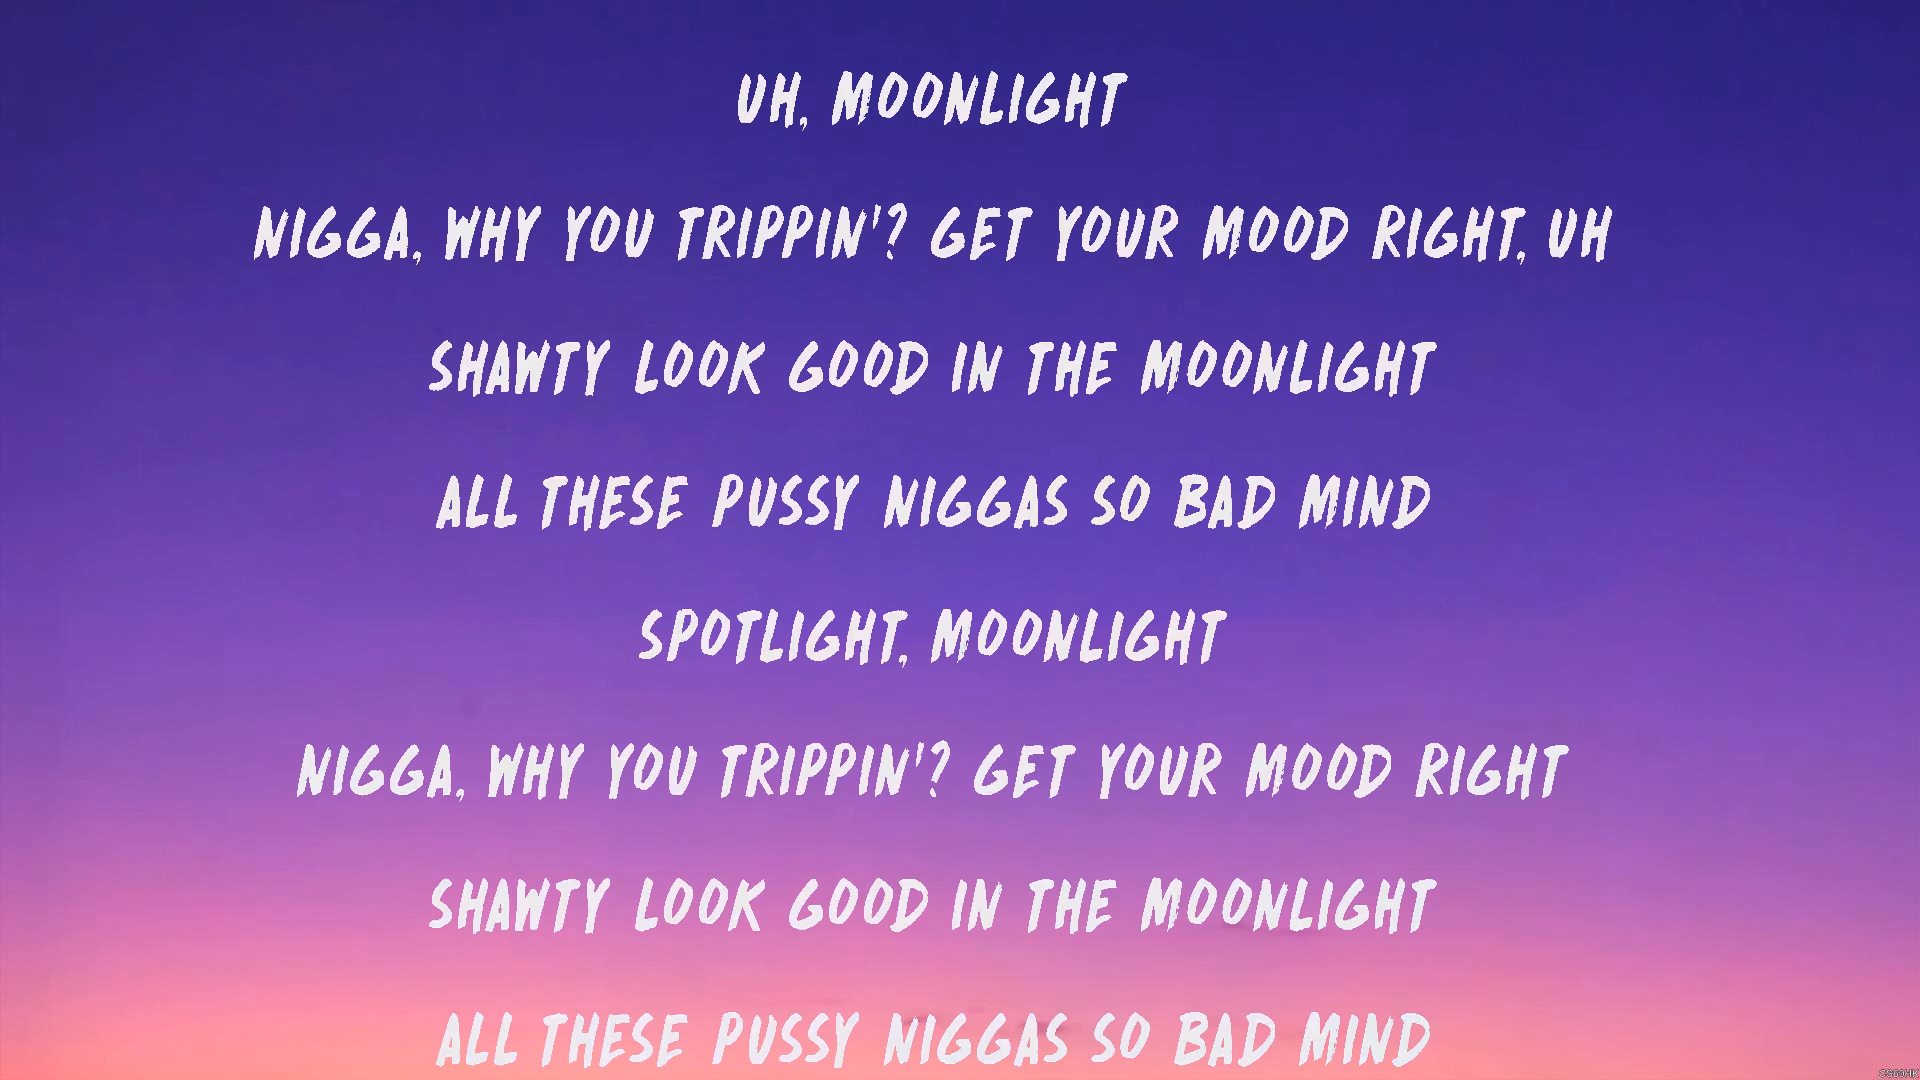 UH, MOONLIGHT
NIGGA, WHY YOU TRIPPIN'? GET YOUR MOOD RIGHT, UH
SHAWTY LOOK GOOD IN THE MOONLIGHT
ALL THESE PUSSY NIGGAS SO BAD MIND
SPOTLIGHT, MOONLIGHT
NIGGA, WHY YOU TRIPPIN'? GET YOUR MOOD RIGHT
SHAWTY LOOK GOOD IN THE MOONLIGHT
ALL THESE PUSSY NIGGAS SO BAD MIND
CS60HK